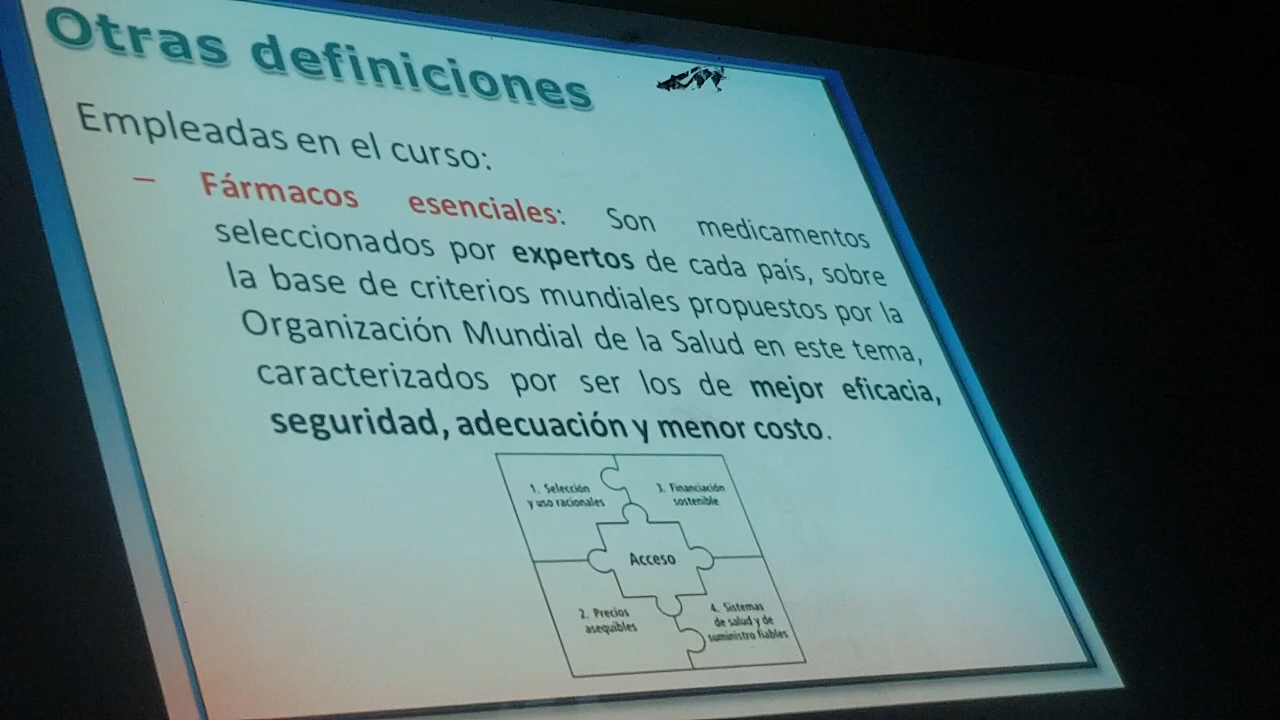 Otras definiciones
Empleadas en el curso:
– Fármacos esenciales: Son medicamentos
seleccionados por expertos de cada país, sobre
la base de criterios mundiales propuestos por la
Organización Mundial de la Salud en este tema,
caracterizados por ser los de mejor eficacia,
seguridad, adecuación y menor costo.
1. Selección
y uso racionales
3. Financiación
sostenible
Acceso
2. Precios
asequibles
4. Sistemas
de salud y de
suministro fiables